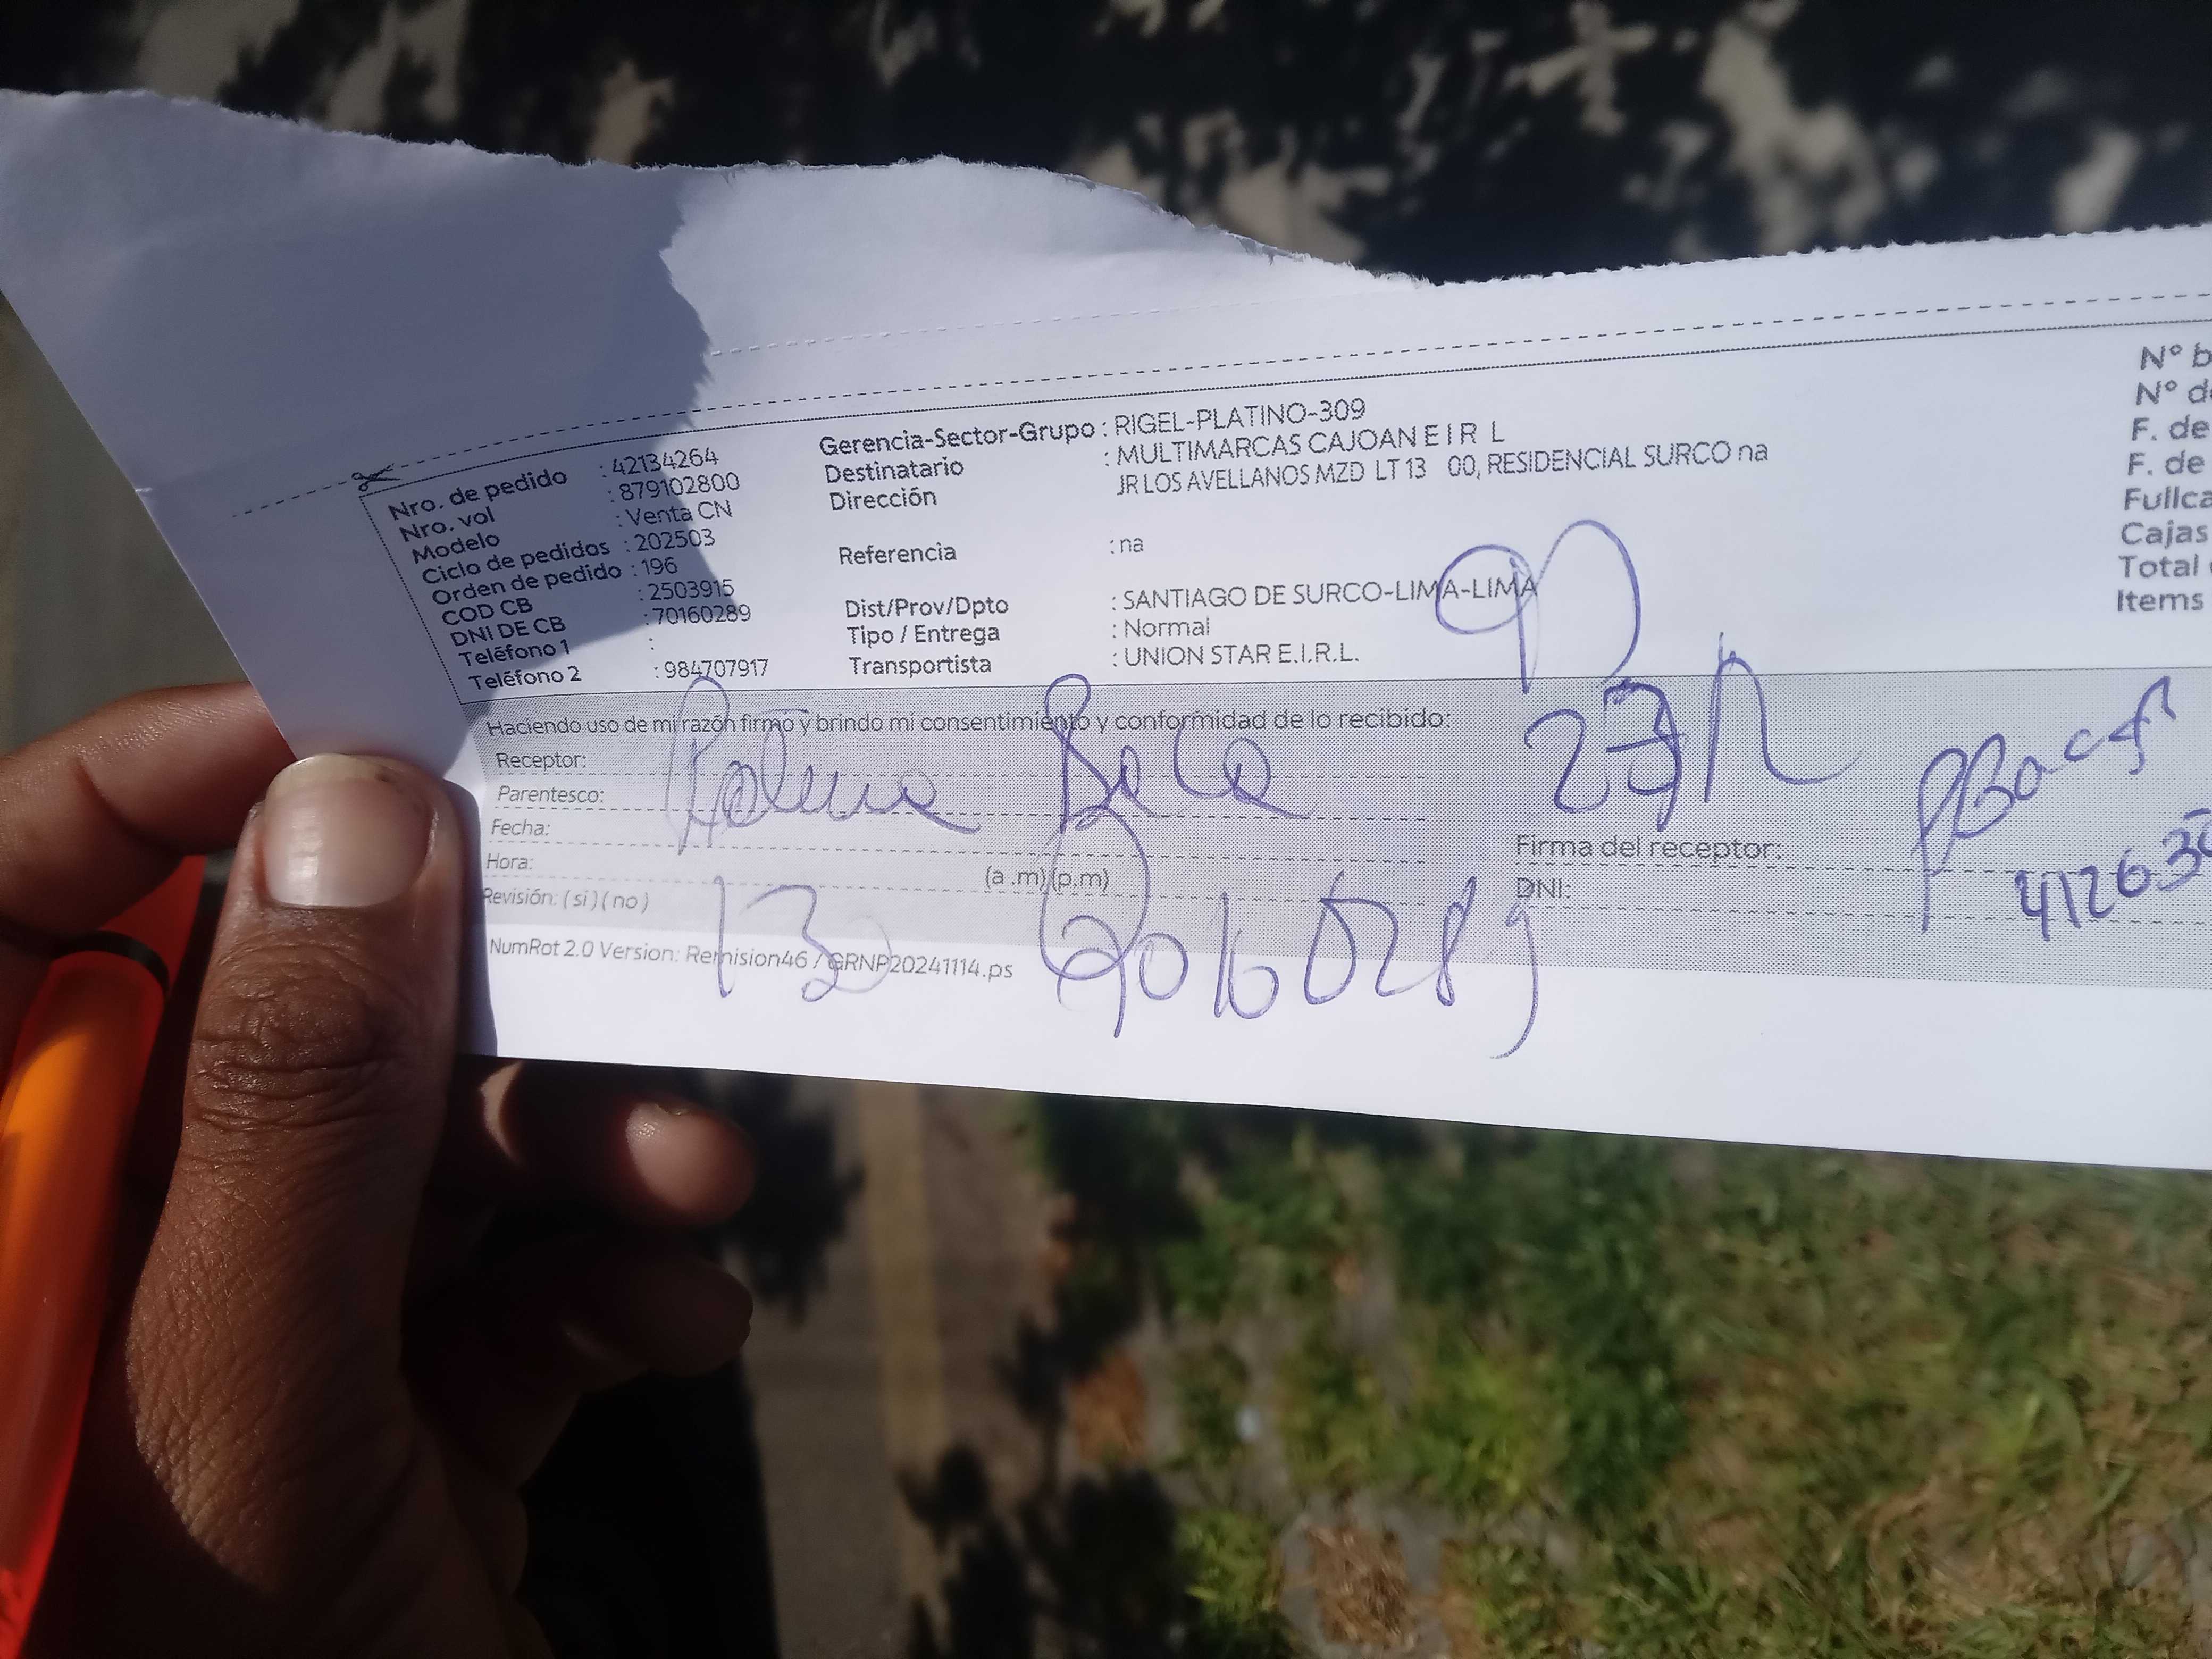 Nro. de pedido : 42134264
Nro. vol : 879102800
Modelo : Venta CN
Ciclo de pedidos : 202503
Orden de pedido : 196
COD CB : 2503915
DNI DE CB : 70160289
Teléfono 1 :
Teléfono 2 : 984707917
Gerencia-Sector-Grupo : RIGEL-PLATINO-309
Destinatario : MULTIMARCAS CAJOAN E I R L
Dirección JR LOS AVELLANOS MZD LT 13 00, RESIDENCIAL SURCO na
Referencia : na
Dist/Prov/Dpto : SANTIAGO DE SURCO-LIMA-LIMA
Tipo / Entrega : Normal
Transportista : UNION STAR E.I.R.L.
N° b
N° d
F. de
F. de
Fullca
Cajas
Total
Items
Haciendo uso de mi razón firmo y brindo mi consentimiento y conformidad de lo recibido:
Receptor:
Parentesco:
Fecha:
Hora: (a .m) (p.m)
Revisión: ( si ) ( no )
Firma del receptor:
DNI: 412638
70160289
NumRot 2.0 Version: Remision46 / GRNP20241114.ps